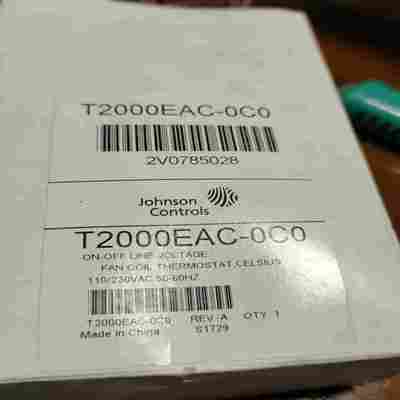 T2000EAC-0C0
2V0785028
Johnson
Controls
T2000EAC-0C0
ON-OFF LINE VOLTAGE
FAN COIL THERMOSTAT,CELSIUS
110/230VAC 50-60HZ
T2000EAC-0C0 REV-A QTY 1
Made in China S1729